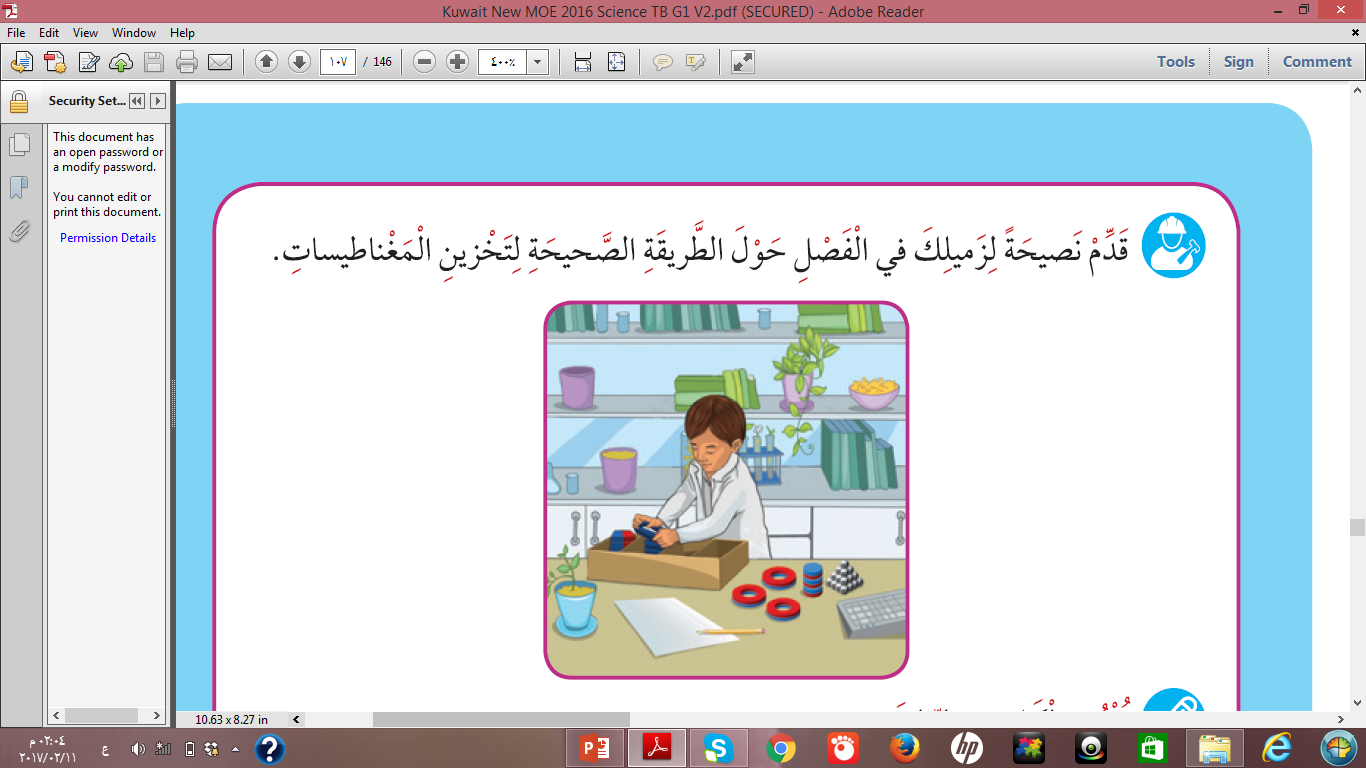 Kuwait New MOE 2016 Science TB G1 V2.pdf (SECURED) - Adobe Reader
File Edit View Window Help
١٠٧ / 146
٤٠٠٪
Tools Sign Comment
Security Set...
This document has
an open password or
a modify password.
You cannot edit or
print this document.
Permission Details
قَدِّمْ نَصيحَةً لِزَميلِكَ في الْفَصْلِ حَوْلَ الطَّريقَةِ الصَّحيحَةِ لِتَخْزينِ الْمَغْناطيساتِ.
10.63 x 8.27 in
hp
ع
٠٢:٠٤ م
٢٠١٧/٠٢/١١